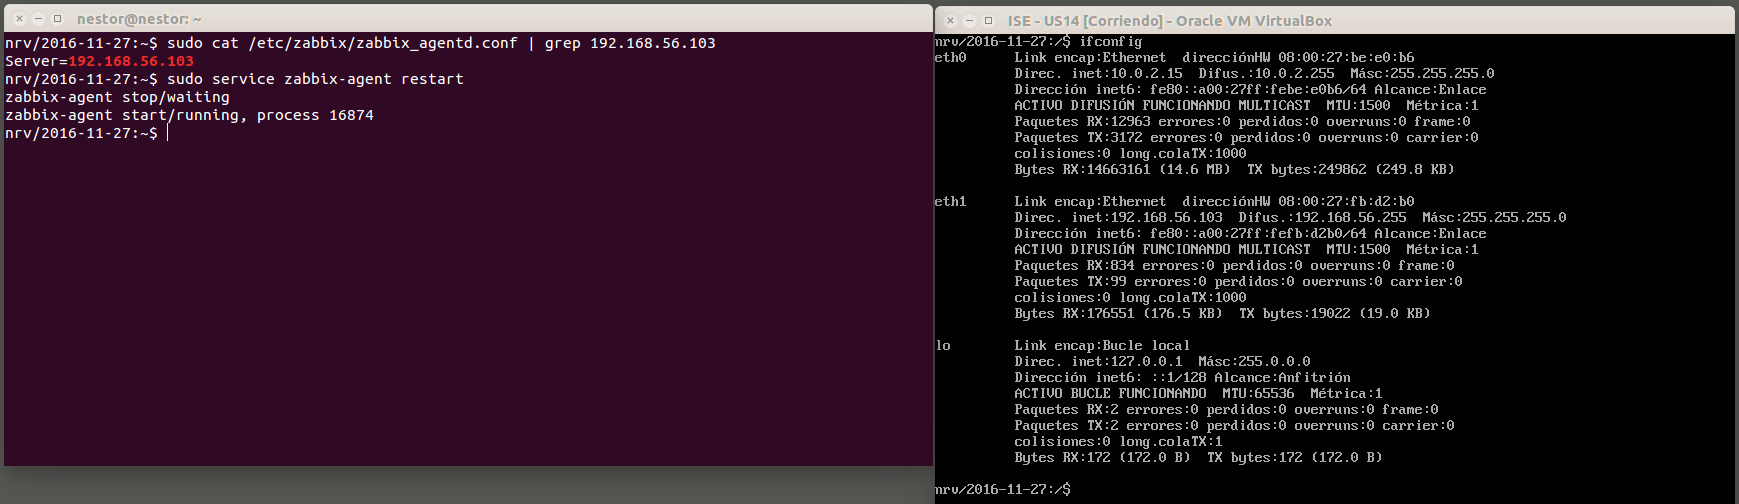 nestor@nestor: ~
nrv/2016-11-27:~$ sudo cat /etc/zabbix/zabbix_agentd.conf | grep 192.168.56.103
Server=192.168.56.103
nrv/2016-11-27:~$ sudo service zabbix-agent restart
zabbix-agent stop/waiting
zabbix-agent start/running, process 16874
nrv/2016-11-27:~$
ISE - US14 [Corriendo] - Oracle VM VirtualBox
nrv/2016-11-27:/$ ifconfig
eth0 Link encap:Ethernet direcciónHW 08:00:27:be:e0:b6
Direc. inet:10.0.2.15 Difus.:10.0.2.255 Másc:255.255.255.0
Dirección inet6: fe80::a00:27ff:febe:e0b6/64 Alcance:Enlace
ACTIVO DIFUSIÓN FUNCIONANDO MULTICAST MTU:1500 Métrica:1
Paquetes RX:12963 errores:0 perdidos:0 overruns:0 frame:0
Paquetes TX:3172 errores:0 perdidos:0 overruns:0 carrier:0
colisiones:0 long.colaTX:1000
Bytes RX:14663161 (14.6 MB) TX bytes:249862 (249.8 KB)
eth1 Link encap:Ethernet direcciónHW 08:00:27:fb:d2:b0
Direc. inet:192.168.56.103 Difus.:192.168.56.255 Másc:255.255.255.0
Dirección inet6: fe80::a00:27ff:fefb:d2b0/64 Alcance:Enlace
ACTIVO DIFUSIÓN FUNCIONANDO MULTICAST MTU:1500 Métrica:1
Paquetes RX:834 errores:0 perdidos:0 overruns:0 frame:0
Paquetes TX:99 errores:0 perdidos:0 overruns:0 carrier:0
colisiones:0 long.colaTX:1000
Bytes RX:176551 (176.5 KB) TX bytes:19022 (19.0 KB)
lo Link encap:Bucle local
Direc. inet:127.0.0.1 Másc:255.0.0.0
Dirección inet6: ::1/128 Alcance:Anfitrión
ACTIVO BUCLE FUNCIONANDO MTU:65536 Métrica:1
Paquetes RX:2 errores:0 perdidos:0 overruns:0 frame:0
Paquetes TX:2 errores:0 perdidos:0 overruns:0 carrier:0
colisiones:0 long.colaTX:1
Bytes RX:172 (172.0 B) TX bytes:172 (172.0 B)
nrv/2016-11-27:/$